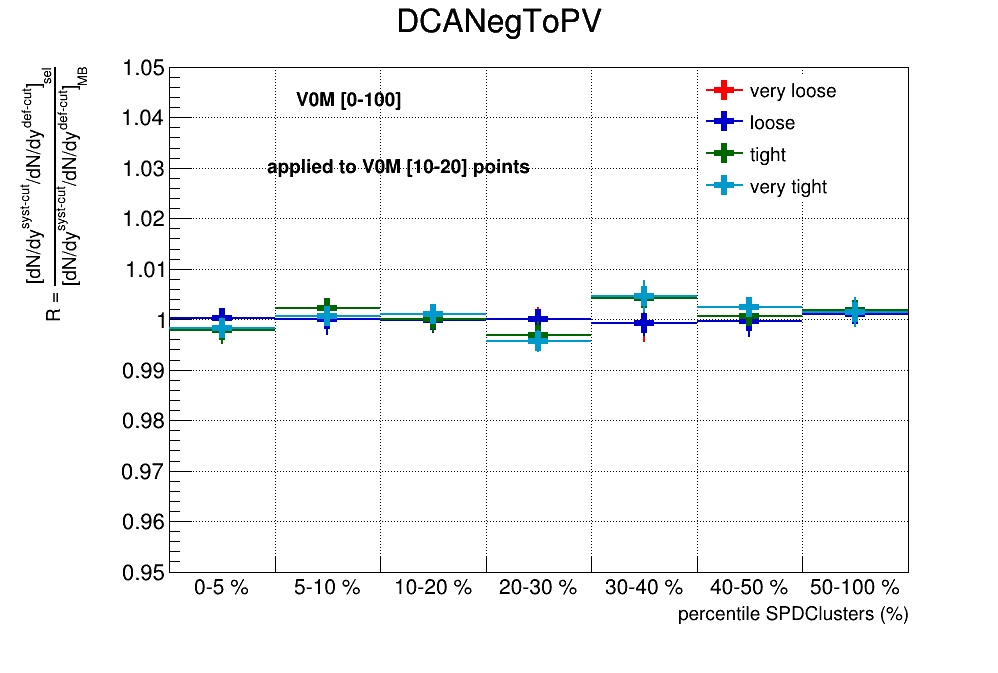 DCANegToPV
R = [dN/dy^syst-cut/dN/dy^def-cut]_sel
[dN/dy^syst-cut/dN/dy^def-cut]_MB
V0M [0-100]
applied to V0M [10-20] points
very loose
loose
tight
very tight
1.05
1.04
1.03
1.02
1.01
1
0.99
0.98
0.97
0.96
0.95
0-5 % 5-10 % 10-20 % 20-30 % 30-40 % 40-50 % 50-100 %
percentile SPDClusters (%)